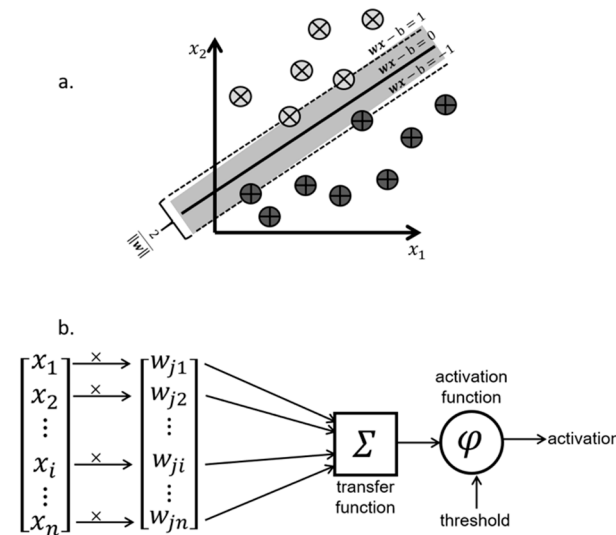 a.
x₂
wx – b = 1
wx – b = 0
wx – b = –1
2
‖w‖
x₁
b.
x₁ × wⱼ₁
x₂ × wⱼ₂
⋮ ⋮
xᵢ × wⱼᵢ
⋮ ⋮
xₙ × wⱼₙ
Σ
transfer
function
activation
function
φ
activation
threshold